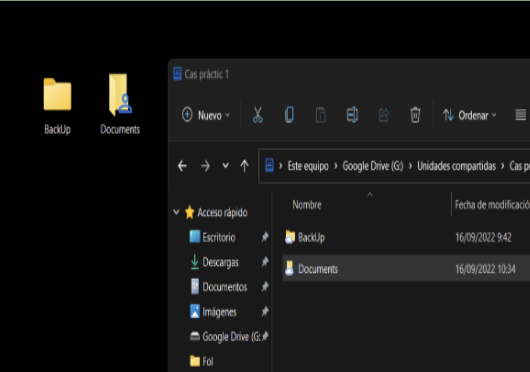 BackUp
Documents
Cas pràctic 1
Nuevo
Ordenar
Este equipo > Google Drive (G:) > Unidades compartidas > Cas pr
Nombre
Fecha de modificació
Acceso rápido
Escritorio
Descargas
Documentos
Imágenes
Google Drive (G:
Fol
BackUp
16/09/2022 9:42
Documents
16/09/2022 10:34